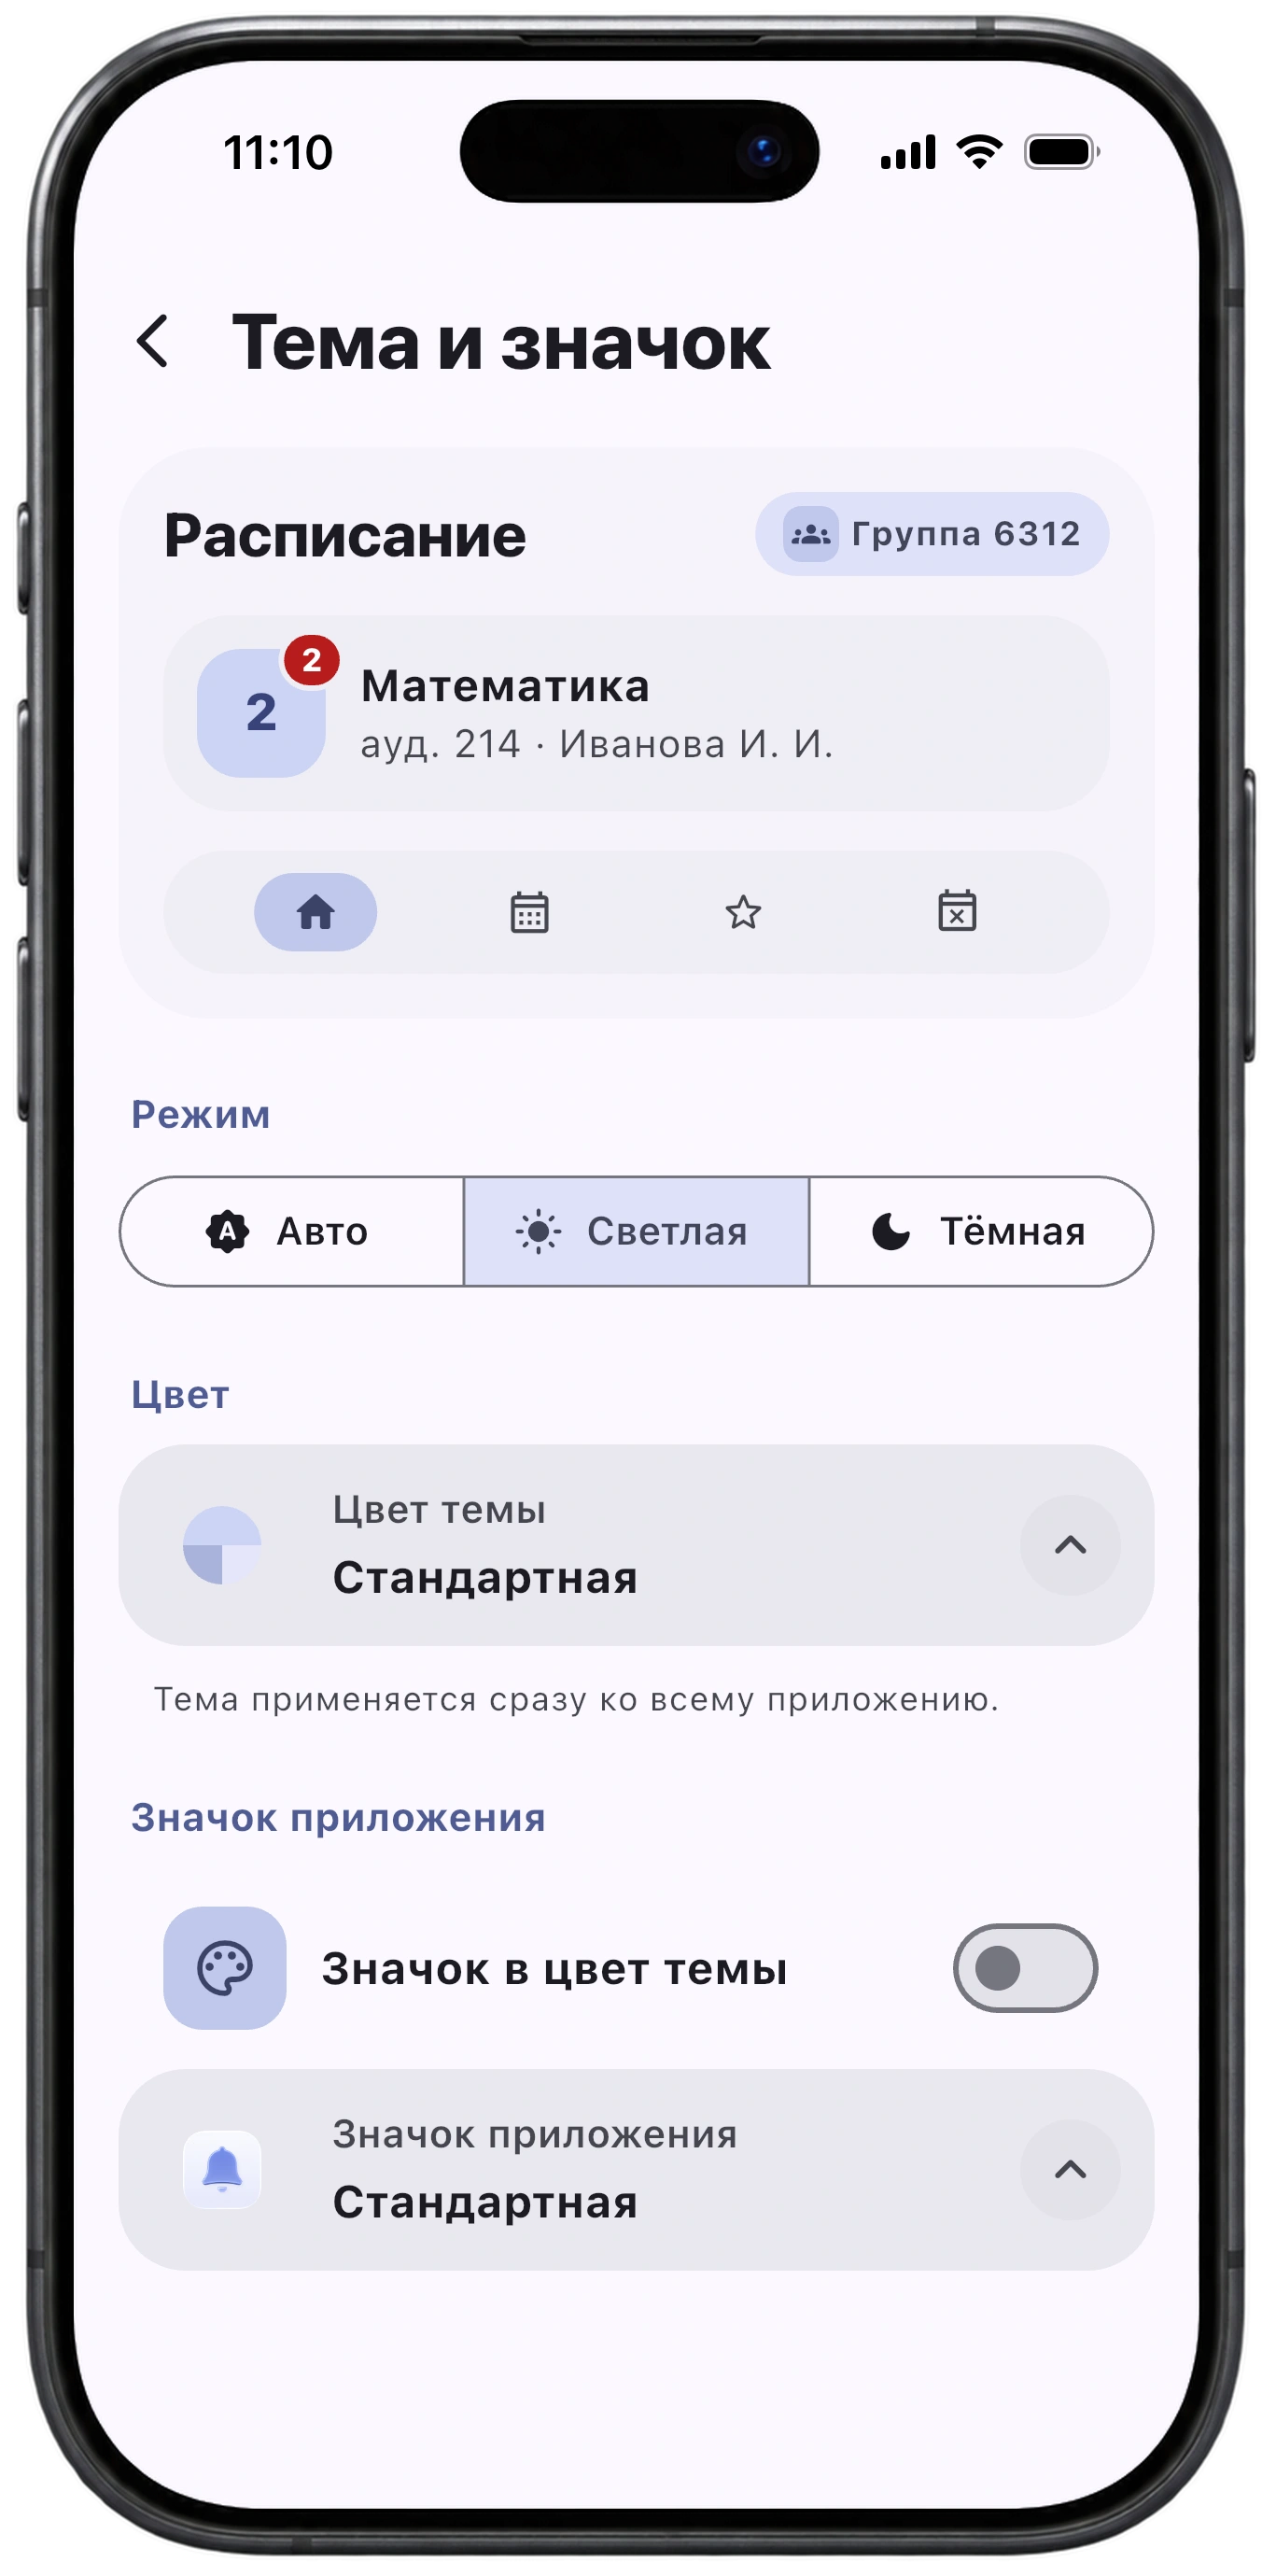 11:10
Тема и значок
Расписание
Группа 6312
2
2
Математика
ауд. 214 · Иванова И. И.
Режим
A Авто
Светлая
Тёмная
Цвет
Цвет темы
Стандартная
Тема применяется сразу ко всему приложению.
Значок приложения
Значок в цвет темы
Значок приложения
Стандартная